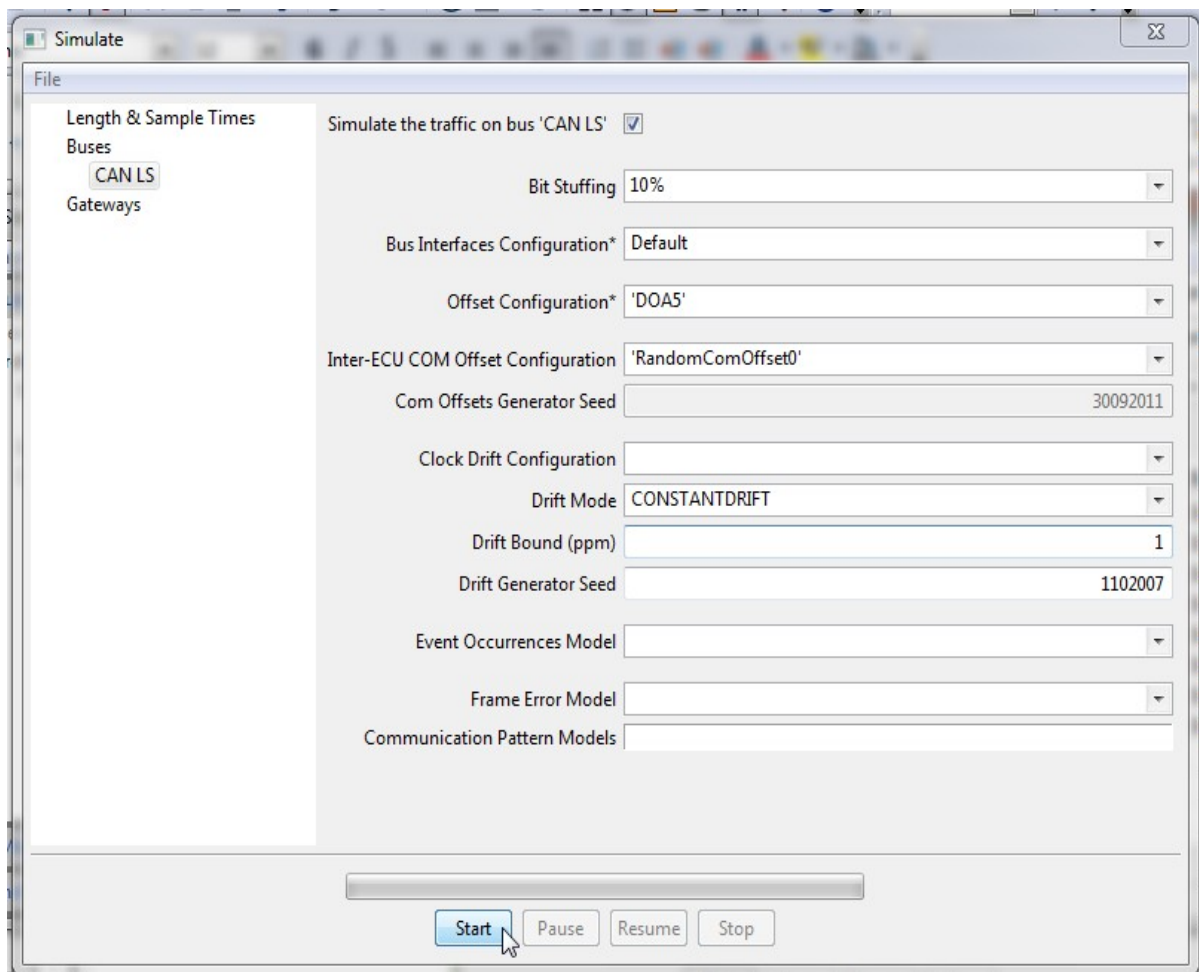 Simulate
File
Length & Sample Times
Buses
CAN LS
Gateways
Simulate the traffic on bus 'CAN LS'
Bit Stuffing 10%
Bus Interfaces Configuration* Default
Offset Configuration* 'DOA5'
Inter-ECU COM Offset Configuration 'RandomComOffset0'
Com Offsets Generator Seed 30092011
Clock Drift Configuration
Drift Mode CONSTANTDRIFT
Drift Bound (ppm) 1
Drift Generator Seed 1102007
Event Occurrences Model
Frame Error Model
Communication Pattern Models
Start Pause Resume Stop